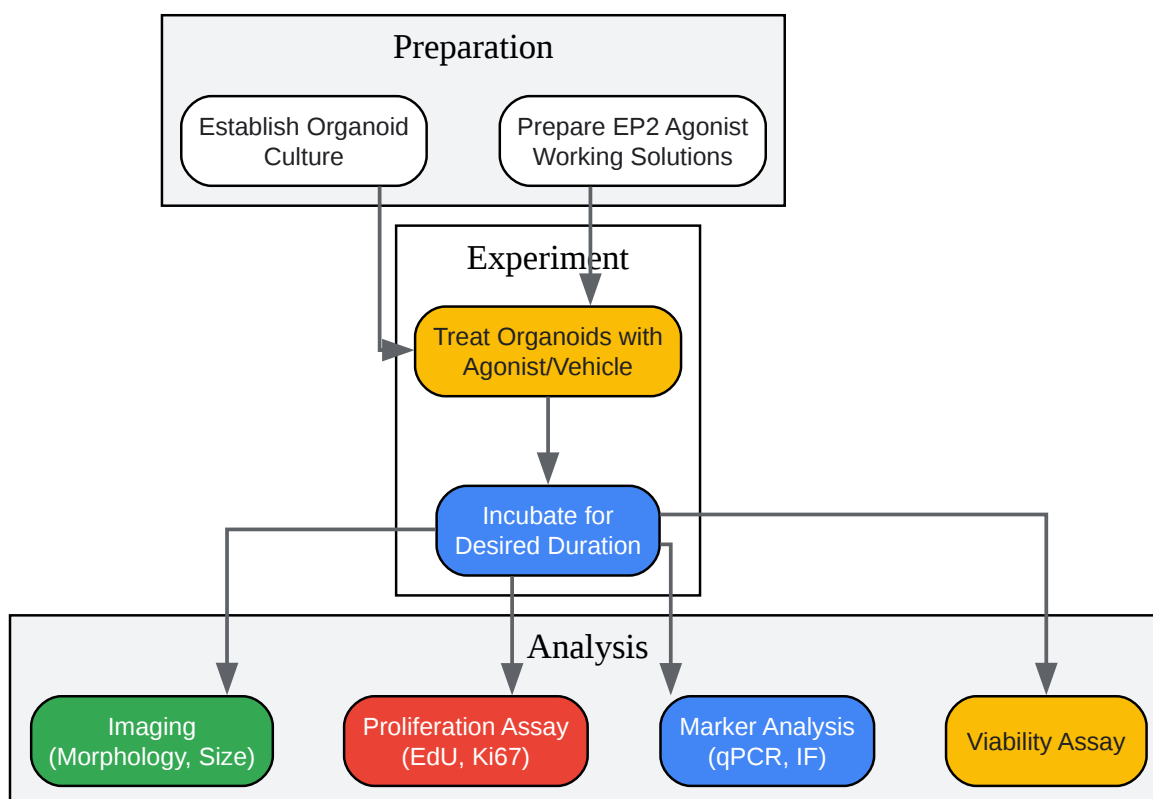 Preparation
Establish Organoid
Culture
Prepare EP2 Agonist
Working Solutions
Experiment
Treat Organoids with
Agonist/Vehicle
Incubate for
Desired Duration
Analysis
Imaging
(Morphology, Size)
Proliferation Assay
(EdU, Ki67)
Marker Analysis
(qPCR, IF)
Viability Assay